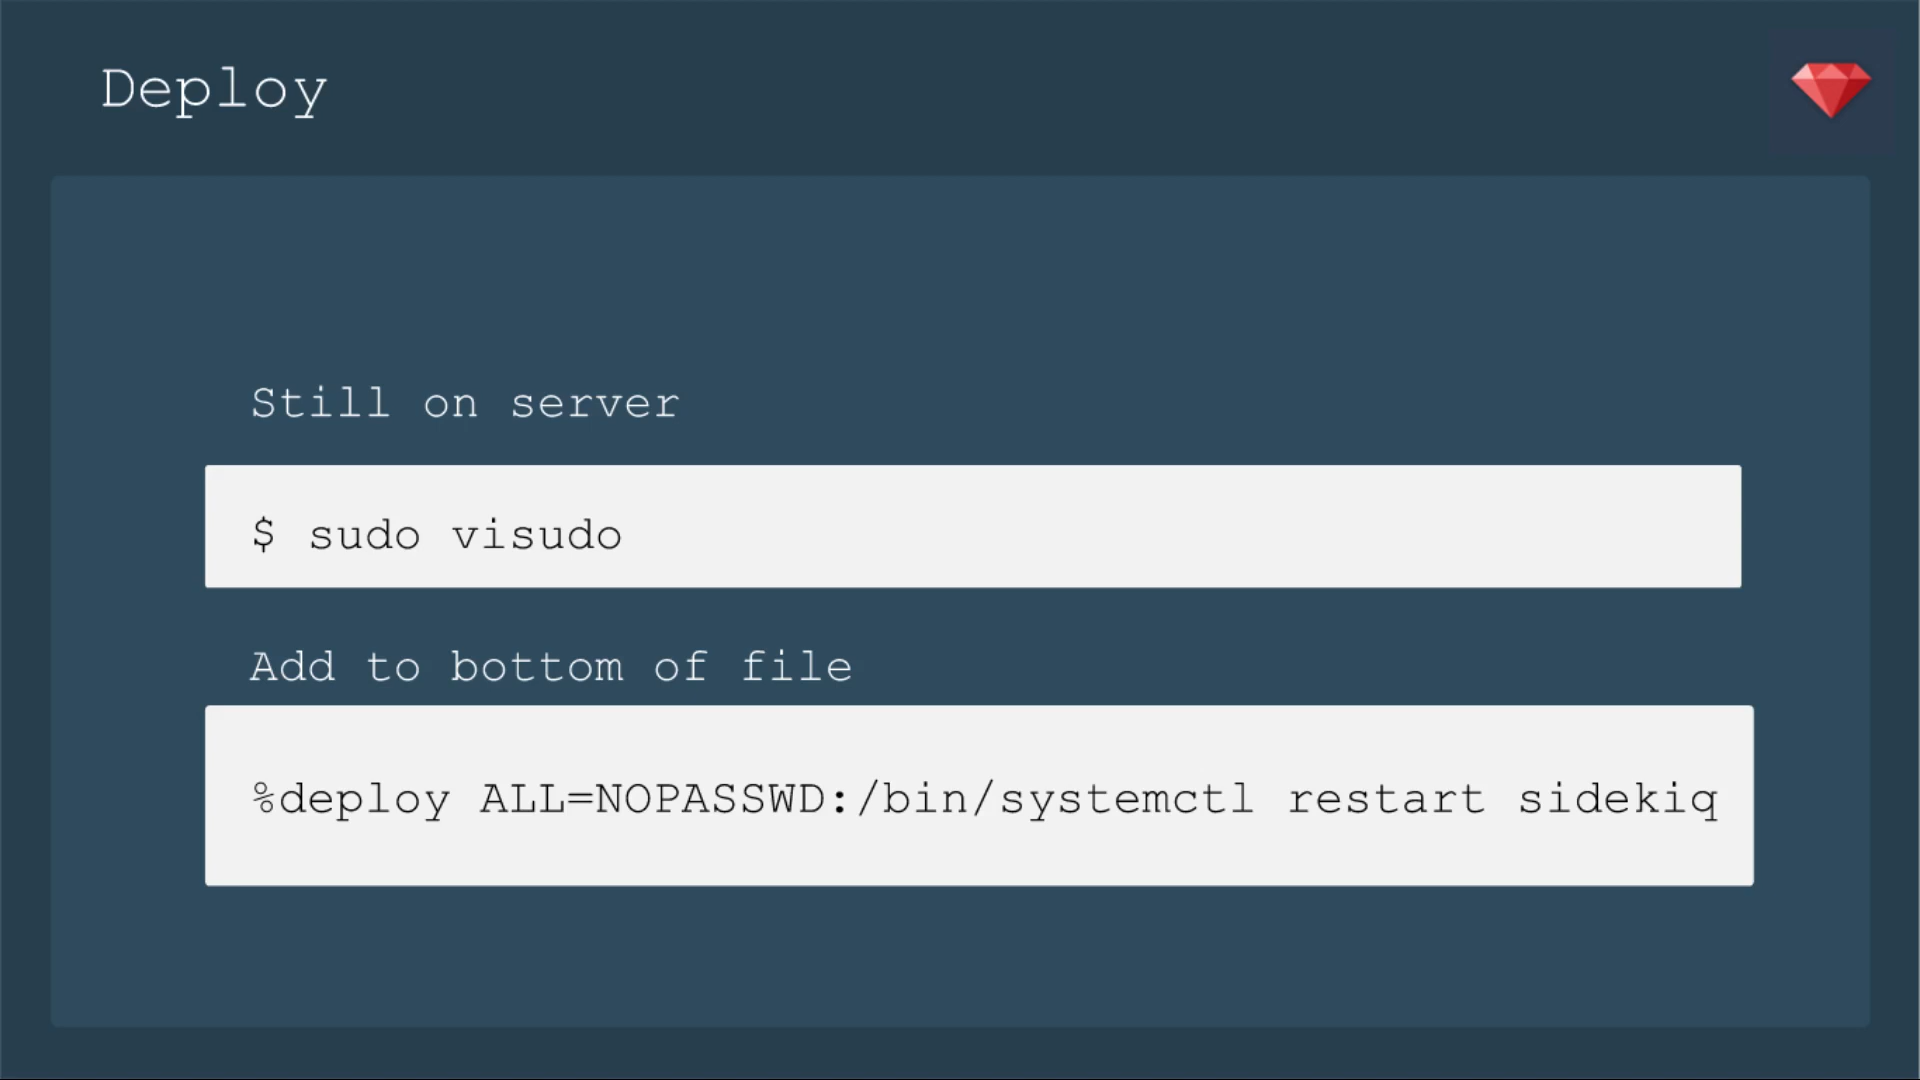 Deploy
Still on server
$ sudo visudo
Add to bottom of file
%deploy ALL=NOPASSWD:/bin/systemctl restart sidekiq